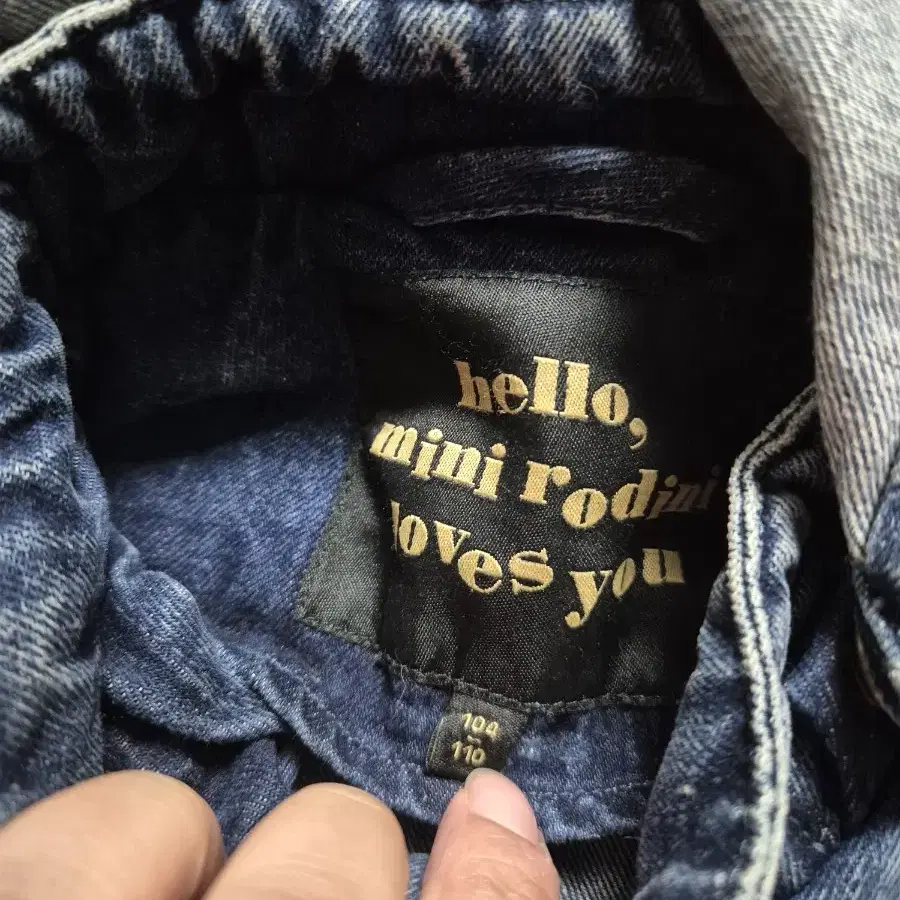 hello,
mini rodini
loves you
104
-
110